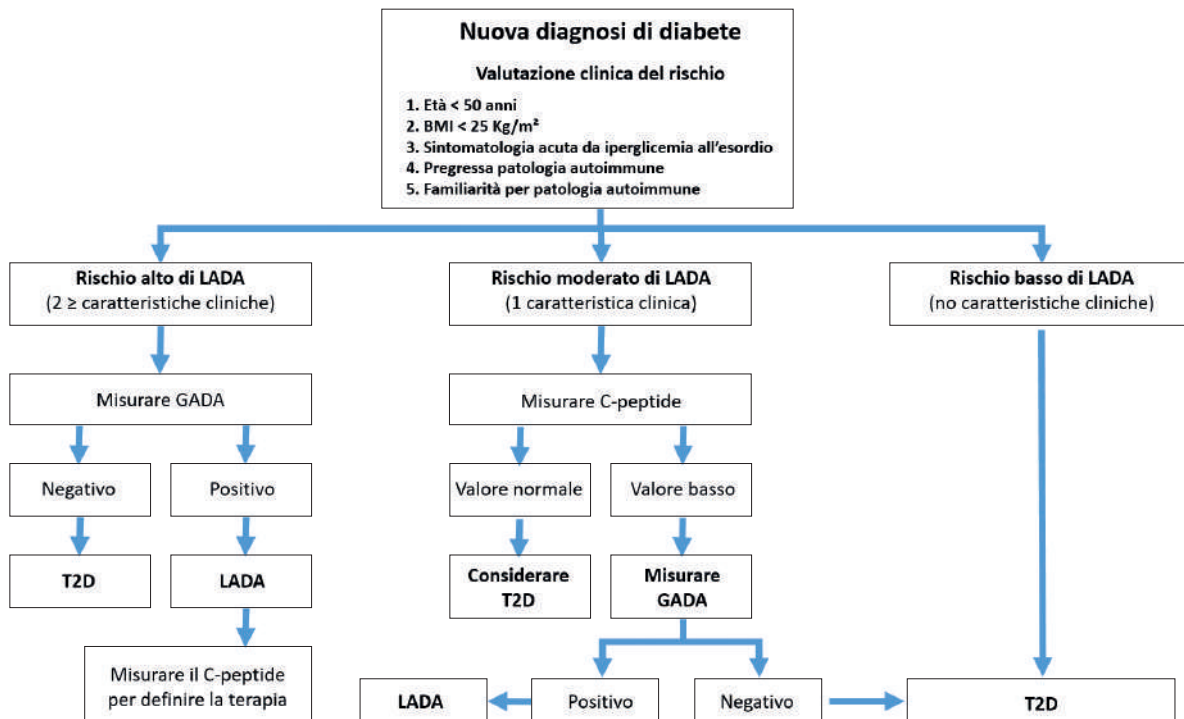 Nuova diagnosi di diabete
Valutazione clinica del rischio
1. Età < 50 anni
2. BMI < 25 Kg/m²
3. Sintomatologia acuta da iperglicemia all'esordio
4. Pregressa patologia autoimmune
5. Familiarità per patologia autoimmune
Rischio alto di LADA
(2 ≥ caratteristiche cliniche)
Rischio moderato di LADA
(1 caratteristica clinica)
Rischio basso di LADA
(no caratteristiche cliniche)
Misurare GADA
Misurare C-peptide
Negativo
Positivo
Valore normale
Valore basso
T2D
LADA
Considerare
T2D
Misurare
GADA
Misurare il C-peptide
per definire la terapia
LADA
Positivo
Negativo
T2D